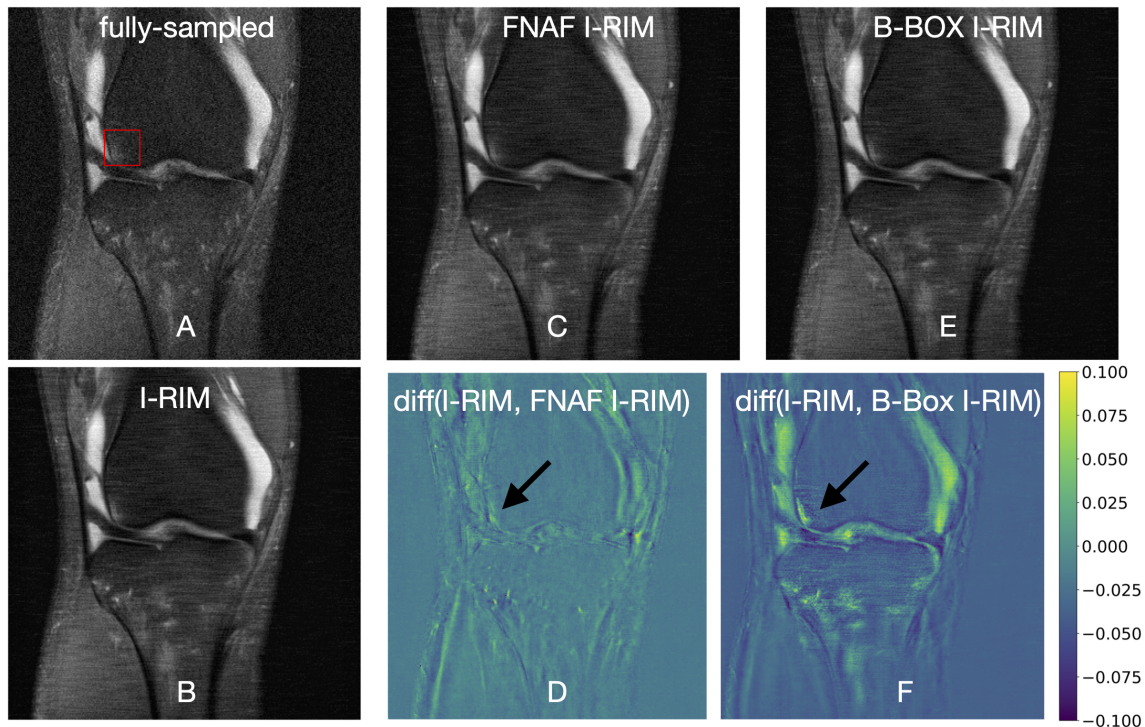 fully-sampled
FNAF I-RIM
B-BOX I-RIM
A
C
E
I-RIM
diff(I-RIM, FNAF I-RIM)
diff(I-RIM, B-Box I-RIM)
B
D
F
0.100
0.075
0.050
0.025
0.000
−0.025
−0.050
−0.075
−0.100